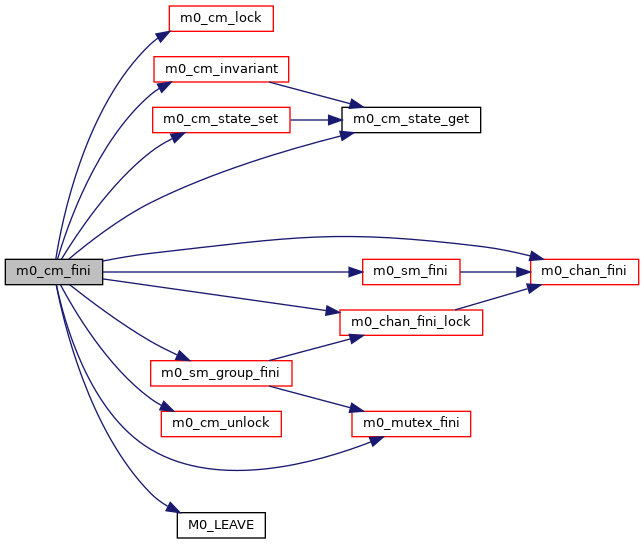 m0_cm_lock
m0_cm_invariant
m0_cm_state_set
m0_cm_state_get
m0_cm_fini
m0_sm_fini
m0_chan_fini
m0_chan_fini_lock
m0_sm_group_fini
m0_cm_unlock
m0_mutex_fini
M0_LEAVE